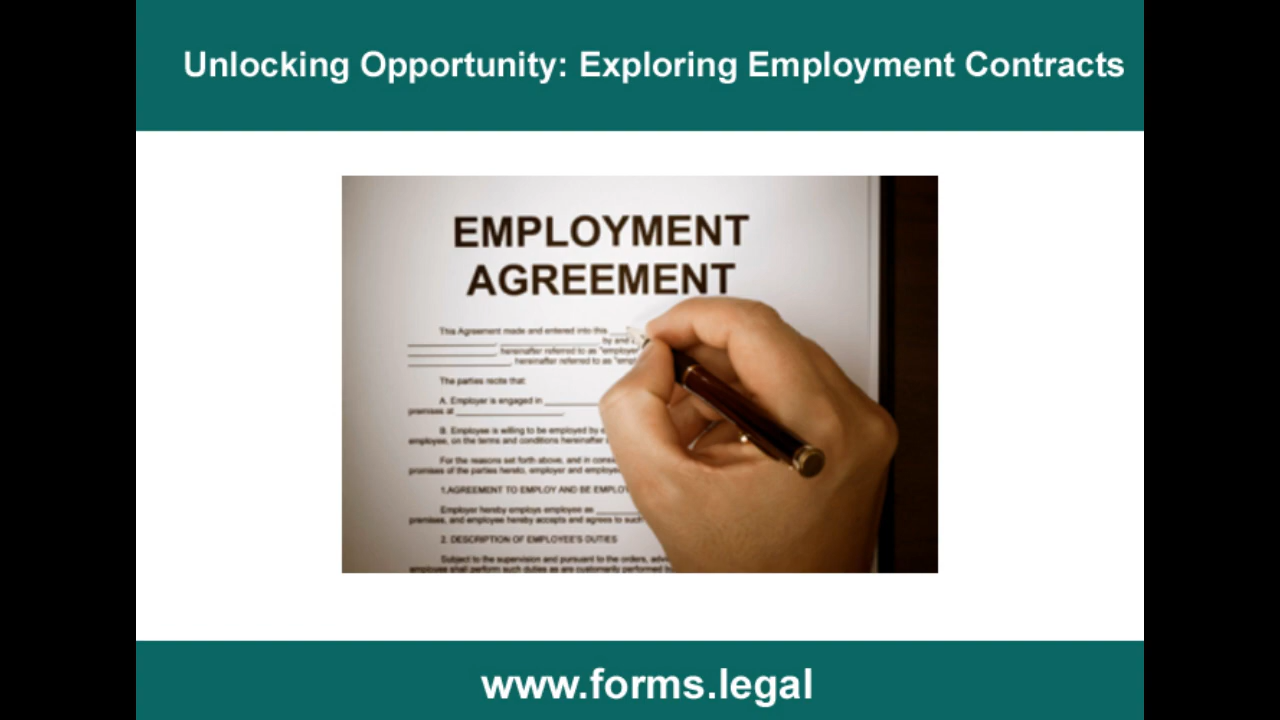 Unlocking Opportunity: Exploring Employment Contracts
EMPLOYMENT
AGREEMENT
This Agreement made and entered into this
by and
hereinafter referred to as "employer
hereinafter referred to as
The parties recite that:
A. Employer is engaged in
premises at
B. Employee is willing to be employed by
employee, on the terms and conditions hereinafter
For the reasons set forth above, and in
promises of the parties hereto, employer and
1.AGREEMENT TO EMPLOY AND BE
Employer hereby employs employee as
premises, and employee hereby accepts and agrees to such
2. DESCRIPTION OF EMPLOYEE'S DUTIES
Subject to the supervision and pursuant to the orders,
employee shall perform such duties as are customarily performed
www.forms.legal